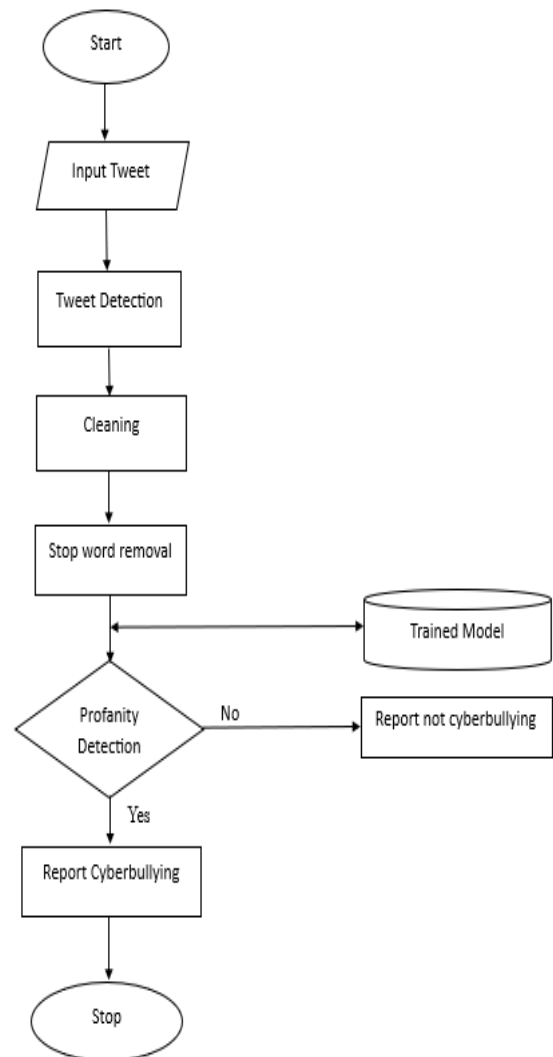 Start
Input Tweet
Tweet Detection
Cleaning
Stop word removal
Trained Model
Profanity
Detection
No
Report not cyberbullying
Yes
Report Cyberbullying
Stop